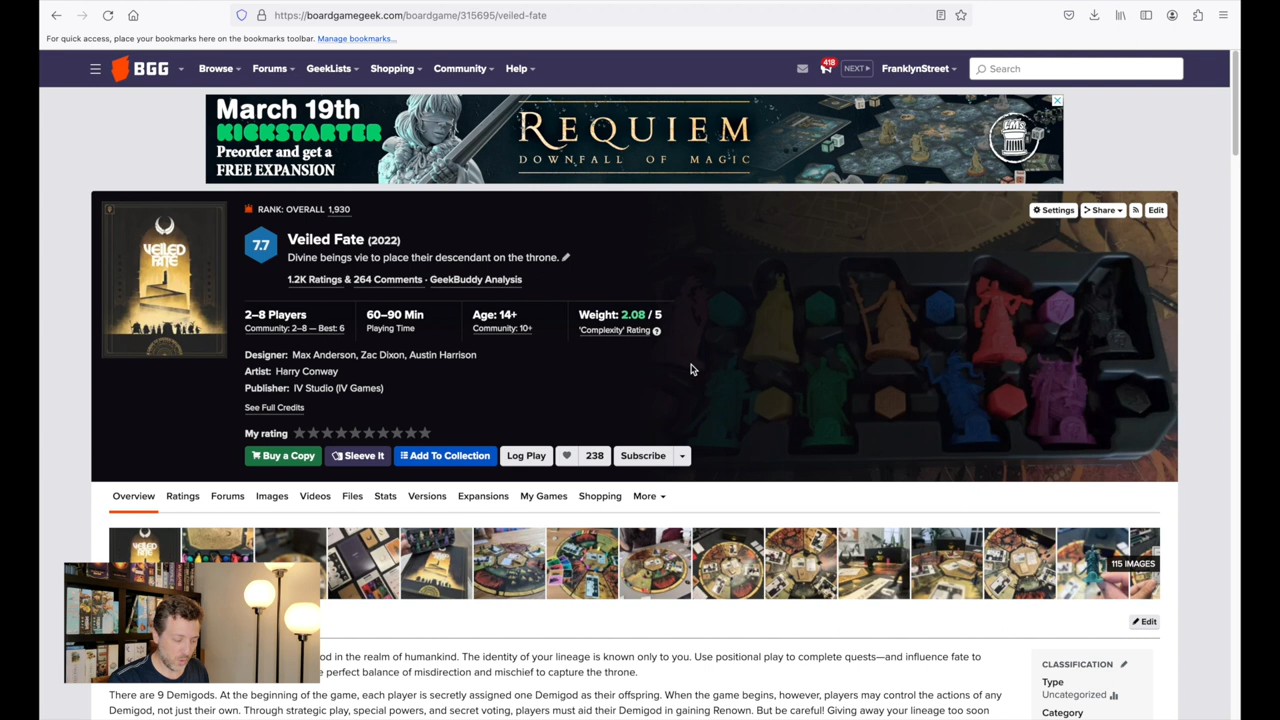 https://boardgamegeek.com/boardgame/315695/veiled-fate
For quick access, place your bookmarks here on the bookmarks toolbar. Manage bookmarks...
BGG Browse Forums GeekLists Shopping Community Help 418 NEXT FranklynStreet Search
March 19th
KICKSTARTER
Preorder and get a
FREE EXPANSION
REQUIEM
DOWNFALL OF MAGIC
RANK: OVERALL 1,930
Settings Share Edit
VEILED FATE
7.7
Veiled Fate (2022)
Divine beings vie to place their descendant on the throne.
1.2K Ratings & 264 Comments · GeekBuddy Analysis
2–8 Players 60–90 Min Age: 14+ Weight: 2.08 / 5
Community: 2–8 — Best: 6 Playing Time Community: 10+ 'Complexity' Rating
Designer: Max Anderson, Zac Dixon, Austin Harrison
Artist: Harry Conway
Publisher: IV Studio (IV Games)
See Full Credits
My rating
Buy a Copy Sleeve It Add To Collection Log Play 238 Subscribe
Overview Ratings Forums Images Videos Files Stats Versions Expansions My Games Shopping More
115 IMAGES
Edit
od in the realm of humankind. The identity of your lineage is known only to you. Use positional play to complete quests—and influence fate to
e perfect balance of misdirection and mischief to capture the throne.
There are 9 Demigods. At the beginning of the game, each player is secretly assigned one Demigod as their offspring. When the game begins, however, players may control the actions of any
Demigod, not just their own. Through strategic play, special powers, and secret voting, players must aid their Demigod in gaining Renown. But be careful! Giving away your lineage too soon
CLASSIFICATION
Type
Uncategorized
Category